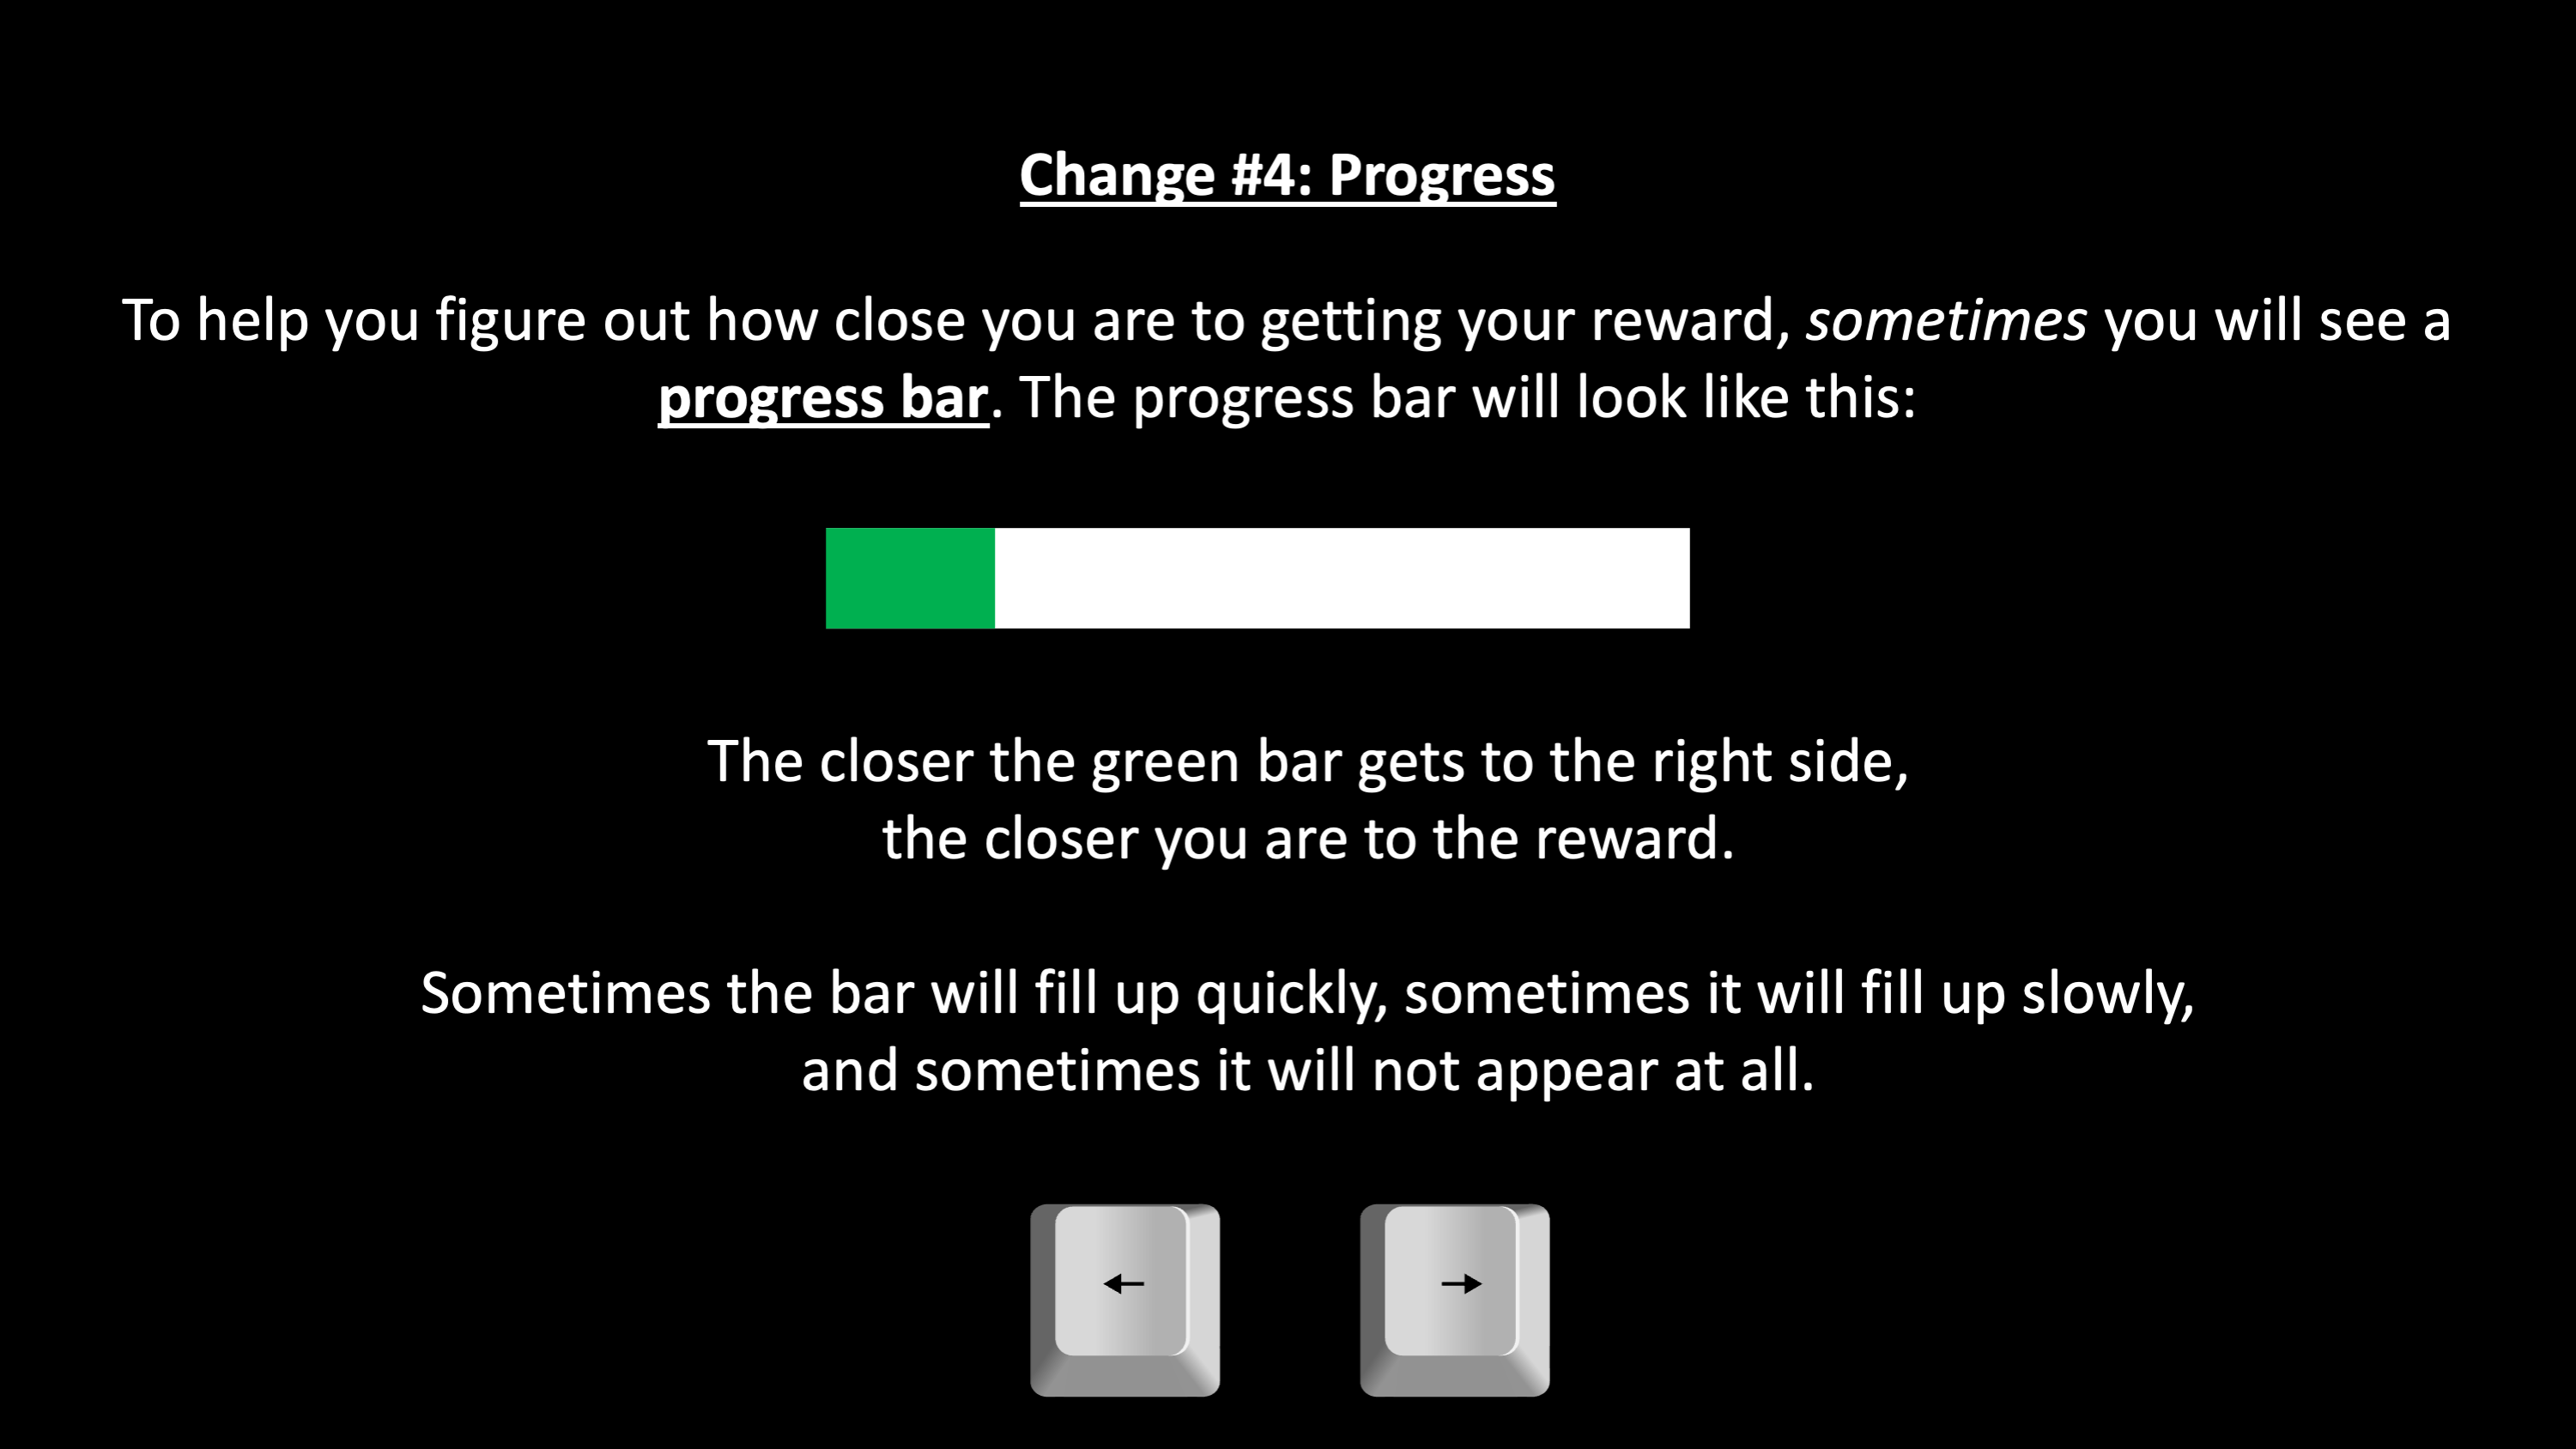 Change #4: Progress
To help you figure out how close you are to getting your reward, sometimes you will see a
progress bar. The progress bar will look like this:
The closer the green bar gets to the right side,
the closer you are to the reward.
Sometimes the bar will fill up quickly, sometimes it will fill up slowly,
and sometimes it will not appear at all.
← →